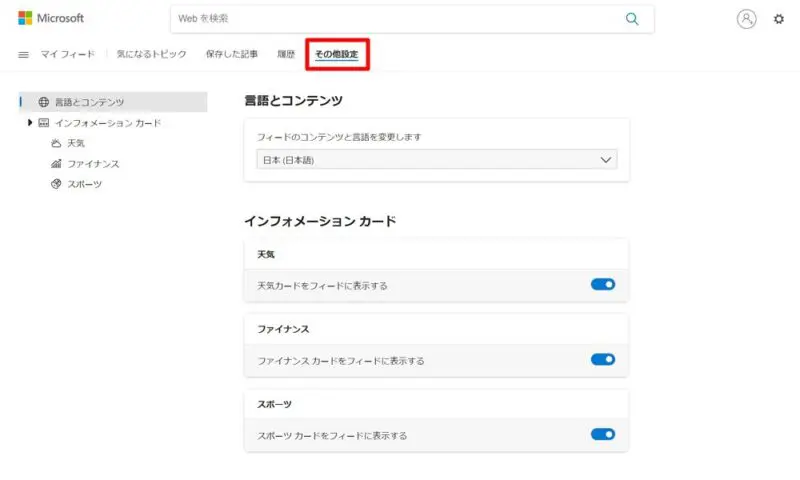 Microsoft
Web を検索
マイ フィード
気になるトピック
保存した記事
履歴
その他設定
言語とコンテンツ
インフォメーション カード
天気
ファイナンス
スポーツ
言語とコンテンツ
フィードのコンテンツと言語を変更します
日本 (日本語)
インフォメーション カード
天気
天気カードをフィードに表示する
ファイナンス
ファイナンス カードをフィードに表示する
スポーツ
スポーツ カードをフィードに表示する